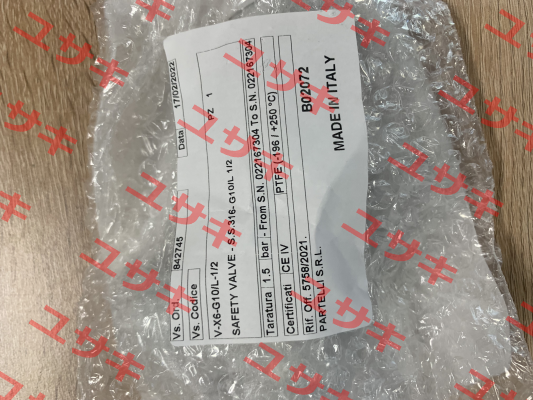 Vs. Ord. 842745 Data 17/02/2022
Vs. Codice
V-X6-G10/L-1/2 PZ 1
SAFETY VALVE - S.S.316- G10/L 1/2
Taratura 1.5 bar - From S.N. 022167304 To S.N. 022167304
Certificati CE IV PTFE (-196 / +250 °C)
Rif. Off. 5758/2021. B02072
PARTELLI S.R.L.
MADE IN ITALY
ユサキ
ユサキ
ユサキ
ユサキ
ユサキ
ユサキ
ユサキ